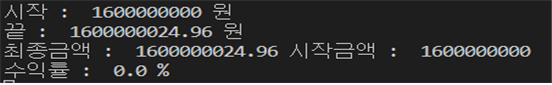 시작 :  1600000000 원
끝 :  1600000024.96 원
최종금액 :  1600000024.96 시작금액 :  1600000000
수익률 :  0.0 %